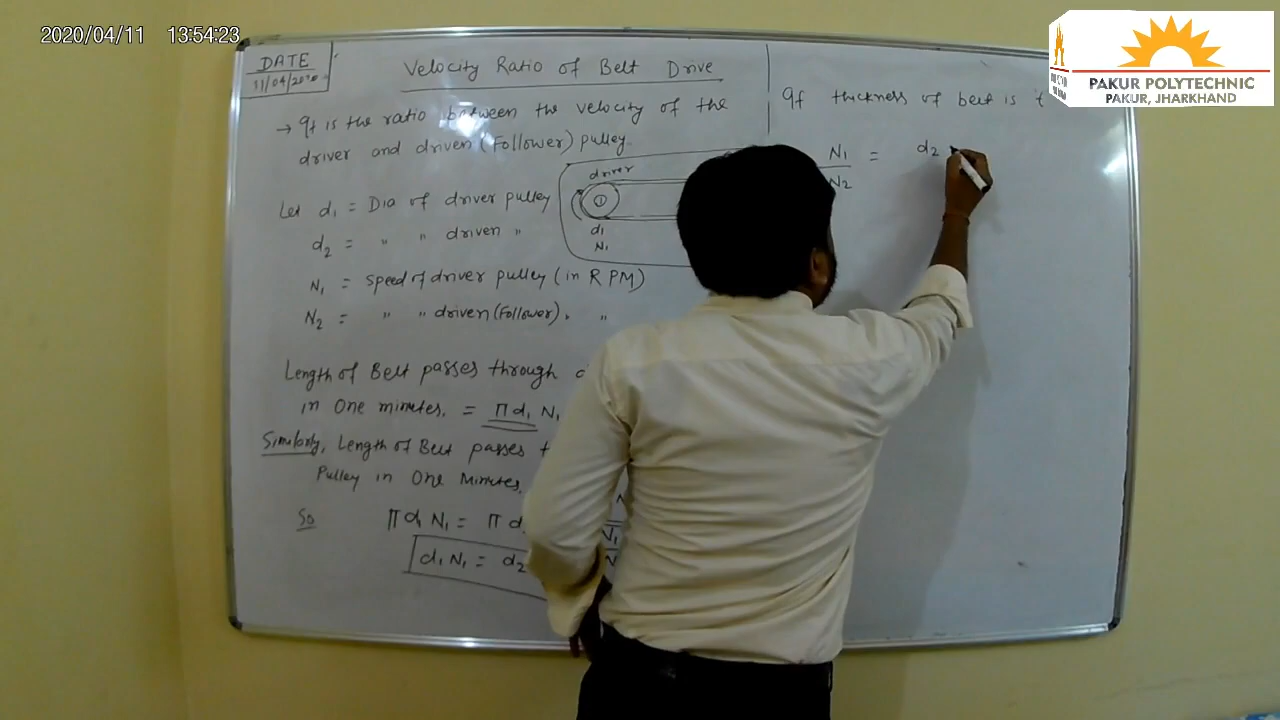 2020/04/11 13:54:23
PAKUR POLYTECHNIC
PAKUR, JHARKHAND
DATE
11/04/2020
Velocity Ratio of Belt Drive
→ It is the ratio between the velocity of the
driver and driven (Follower) pulley.
driver
1
d1
N1
Let d1 = Dia of driver pulley
d2 = " " driven "
N1 = speed of driver pulley (in RPM)
N2 = " " driven (Follower) " "
Length of Belt passes through
in One minutes. = π d1 N1
Similarly, Length of Belt passes
Pulley in One Minutes.
So π d1 N1 = π d
d1 N1 = d2
If thickness of belt is t
N1 / N2 = d2